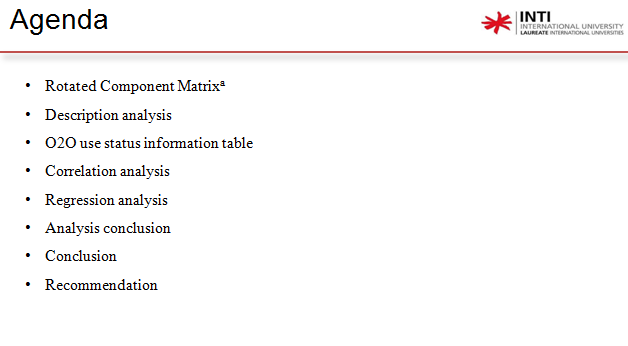 Agenda
INTI
INTERNATIONAL UNIVERSITY
LAUREATE INTERNATIONAL UNIVERSITIES
• Rotated Component Matrixᵃ
• Description analysis
• O2O use status information table
• Correlation analysis
• Regression analysis
• Analysis conclusion
• Conclusion
• Recommendation